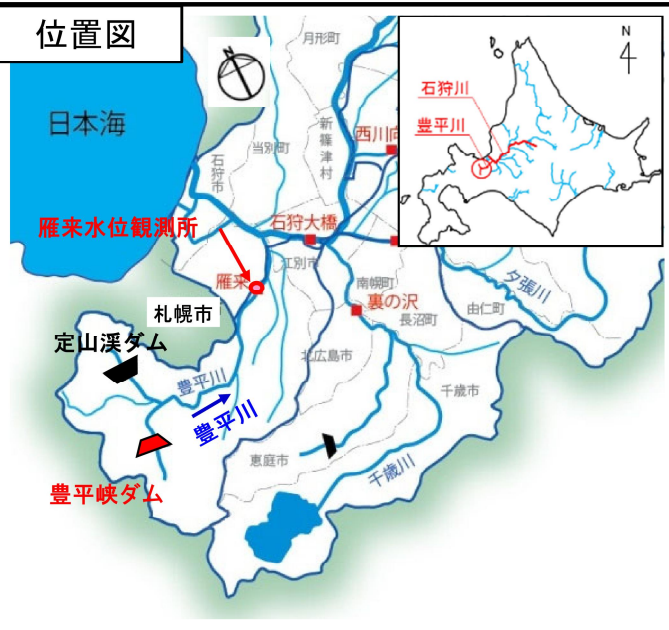 位置図
日本海
月形町
新篠津村
当別町
石狩市
西川向
雁来水位観測所
石狩大橋
江別市
雁来
札幌市
南幌町
裏の沢
長沼町
夕張川
由仁町
定山渓ダム
豊平川
豊平川
北広島市
千歳市
恵庭市
千歳川
豊平峡ダム
N
石狩川
豊平川